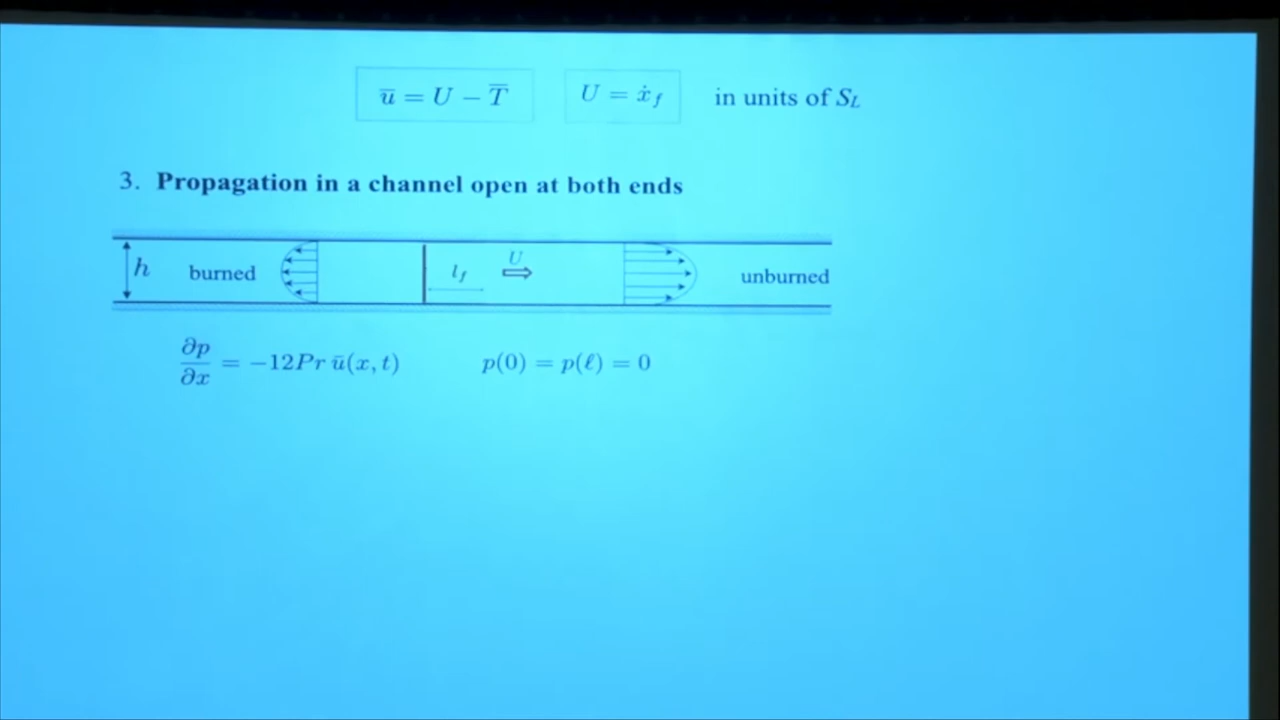 ū = U − T̅ U = ẋ_f in units of S_L
3. Propagation in a channel open at both ends
h burned l_f U ⇒ unburned
∂p/∂x = −12Pr ū(x, t) p(0) = p(ℓ) = 0